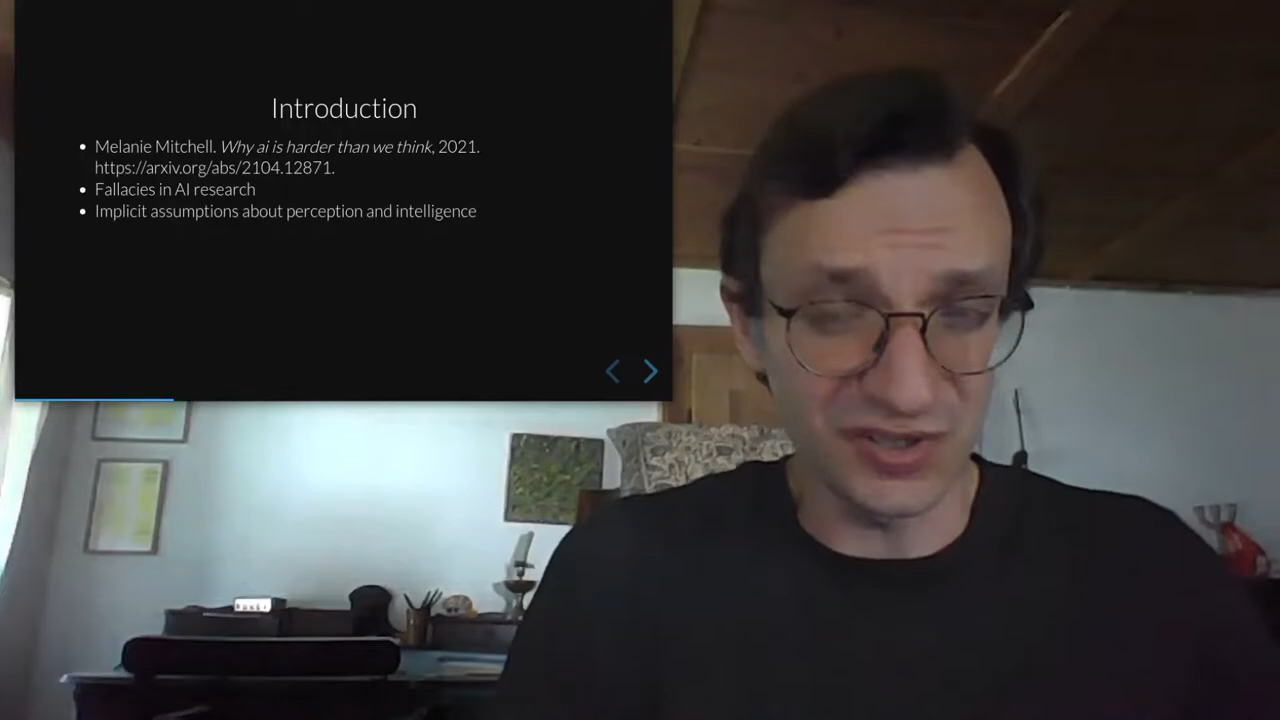 Introduction
Melanie Mitchell. Why ai is harder than we think, 2021.
https://arxiv.org/abs/2104.12871.
Fallacies in AI research
Implicit assumptions about perception and intelligence